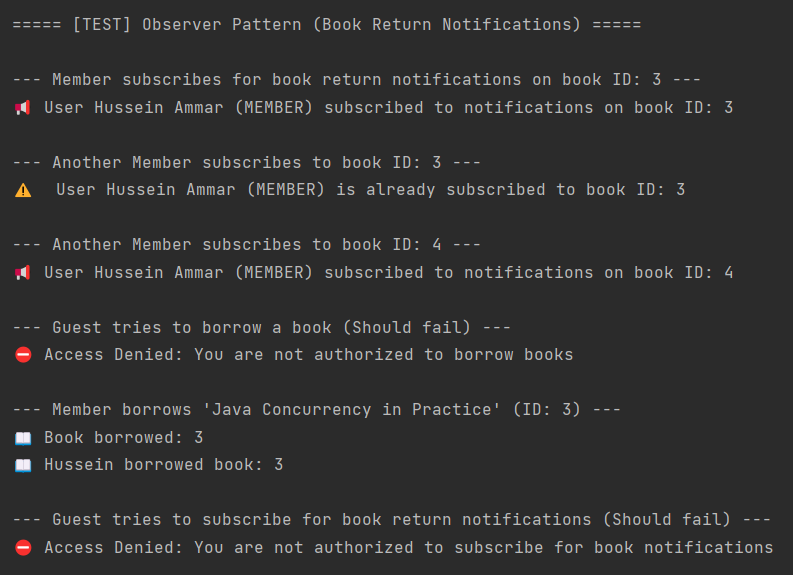 ===== [TEST] Observer Pattern (Book Return Notifications) =====
--- Member subscribes for book return notifications on book ID: 3 ---
📢 User Hussein Ammar (MEMBER) subscribed to notifications on book ID: 3
--- Another Member subscribes to book ID: 3 ---
⚠️ User Hussein Ammar (MEMBER) is already subscribed to book ID: 3
--- Another Member subscribes to book ID: 4 ---
📢 User Hussein Ammar (MEMBER) subscribed to notifications on book ID: 4
--- Guest tries to borrow a book (Should fail) ---
⛔ Access Denied: You are not authorized to borrow books
--- Member borrows 'Java Concurrency in Practice' (ID: 3) ---
📖 Book borrowed: 3
📖 Hussein borrowed book: 3
--- Guest tries to subscribe for book return notifications (Should fail) ---
⛔ Access Denied: You are not authorized to subscribe for book notifications